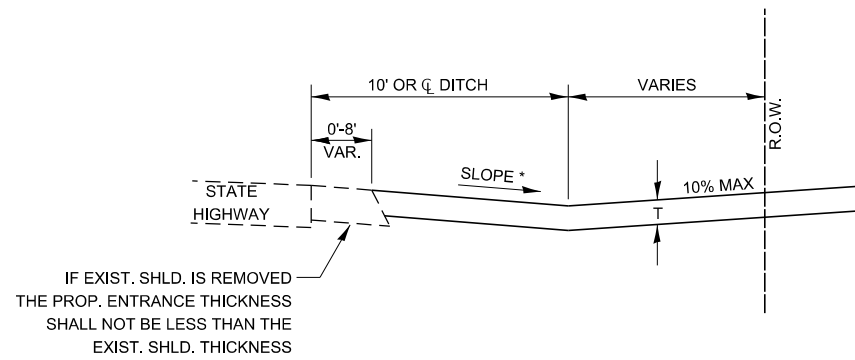 10' OR ℄ DITCH
VARIES
R.O.W.
0'-8'
VAR.
SLOPE *
10% MAX
STATE
HIGHWAY
T
IF EXIST. SHLD. IS REMOVED
THE PROP. ENTRANCE THICKNESS
SHALL NOT BE LESS THAN THE
EXIST. SHLD. THICKNESS